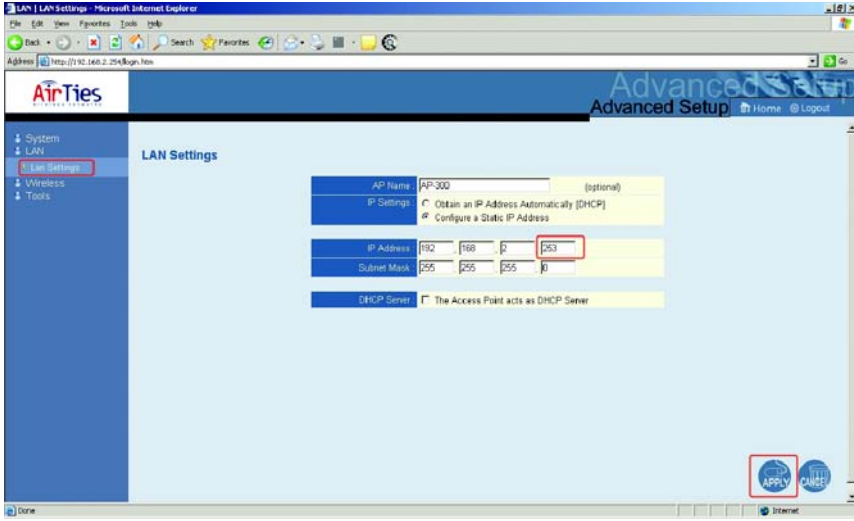 LAN | LAN Settings - Microsoft Internet Explorer
File Edit View Favorites Tools Help
Back Search Favorites
Address http://192.168.2.254/login.htm Go
AirTies
WIRELESS NETWORKS
Advanced Setup
Advanced Setup Home Logout
System
LAN
Lan Settings
Wireless
Tools
LAN Settings
AP Name : AP-300 (optional)
IP Settings : Obtain an IP Address Automatically [DHCP]
Configure a Static IP Address
IP Address : 192 . 168 . 2 . 253
Subnet Mask : 255 . 255 . 255 . 0
DHCP Server : The Access Point acts as DHCP Server
APPLY CANCEL
Done Internet